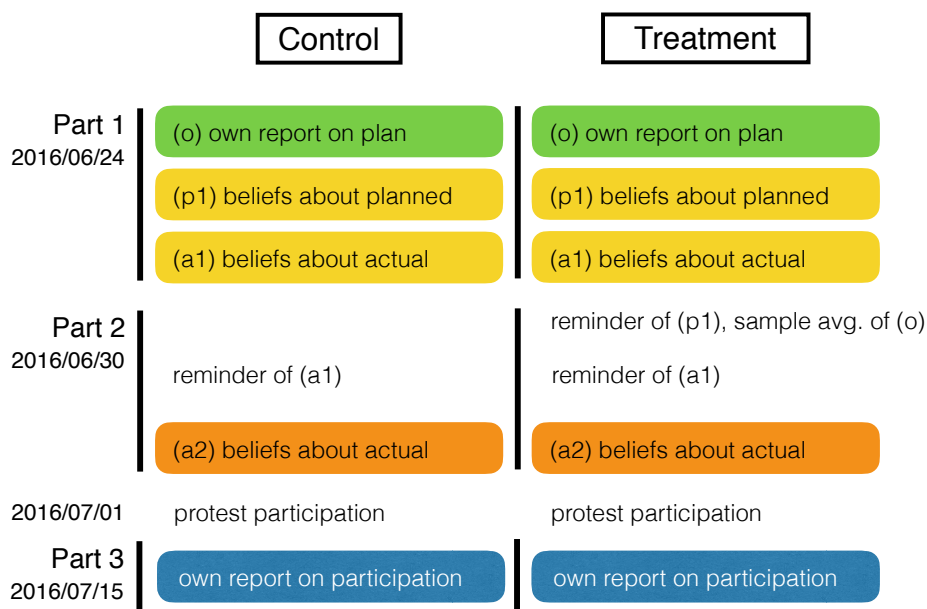 Control Treatment
Part 1
2016/06/24
(o) own report on plan (o) own report on plan
(p1) beliefs about planned (p1) beliefs about planned
(a1) beliefs about actual (a1) beliefs about actual
Part 2
2016/06/30
reminder of (p1), sample avg. of (o)
reminder of (a1) reminder of (a1)
(a2) beliefs about actual (a2) beliefs about actual
2016/07/01 protest participation protest participation
Part 3
2016/07/15
own report on participation own report on participation